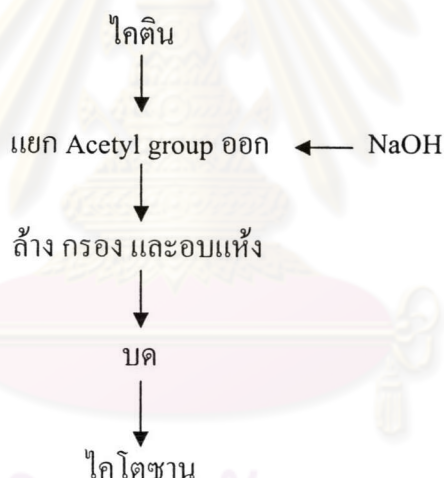 ไคติน
แยก Acetyl group ออก NaOH
ล้าง กรอง และอบแห้ง
บด
ไคโตซาน